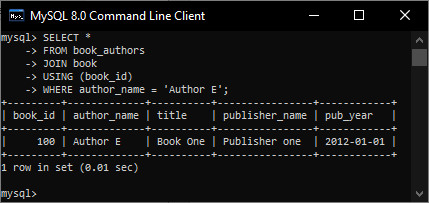 MySQL 8.0 Command Line Client
mysql> SELECT *
    -> FROM book_authors
    -> JOIN book
    -> USING (book_id)
    -> WHERE author_name = 'Author E';
+---------+-------------+----------+----------------+------------+
| book_id | author_name | title    | publisher_name | pub_year   |
+---------+-------------+----------+----------------+------------+
|     100 | Author E    | Book One | Publisher one  | 2012-01-01 |
+---------+-------------+----------+----------------+------------+
1 row in set (0.01 sec)
mysql>